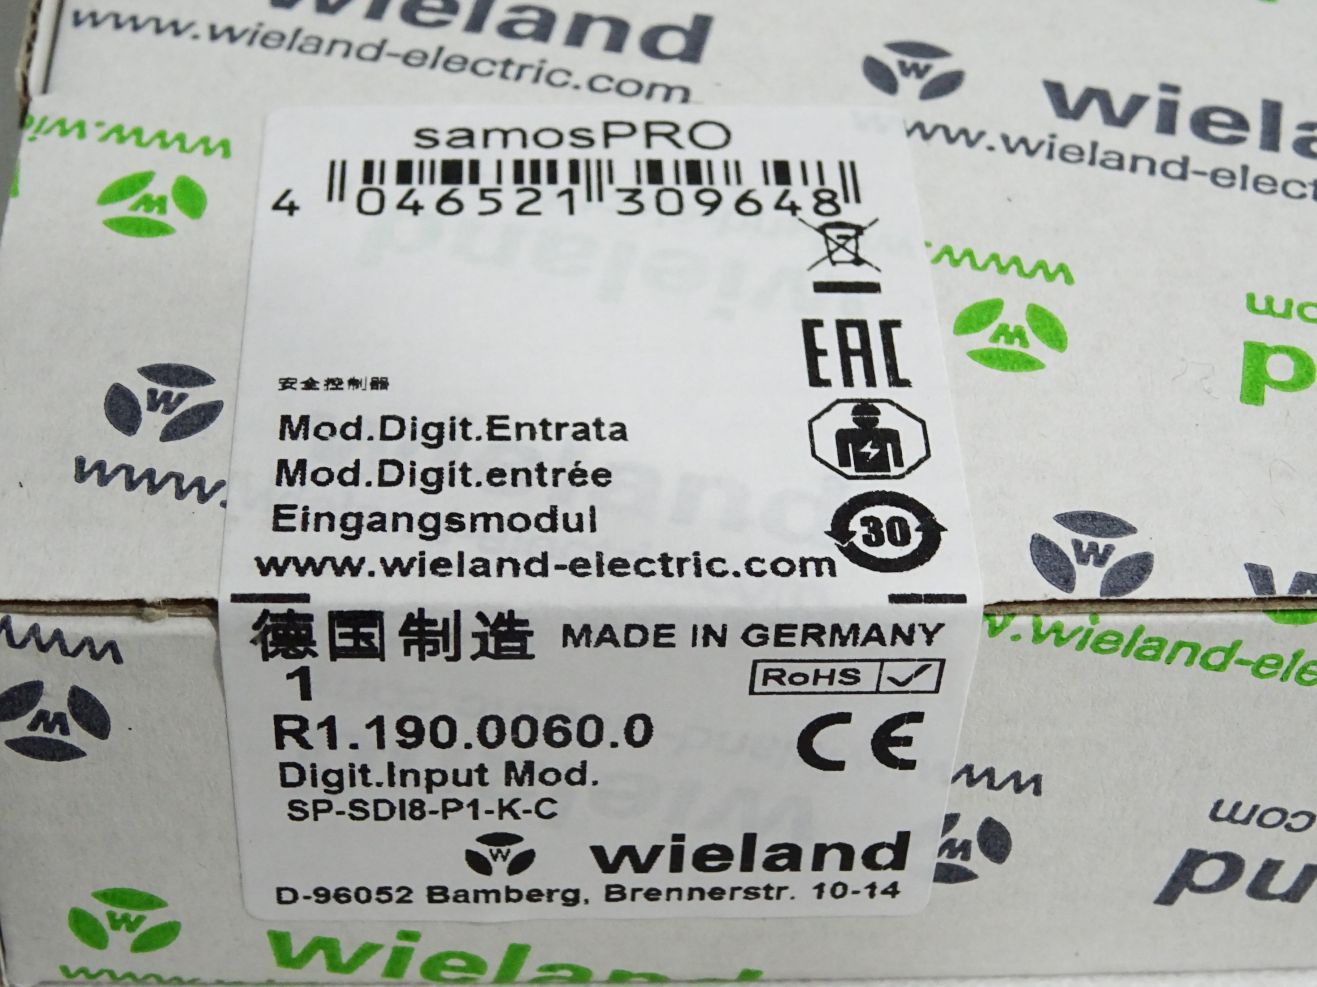 wieland
www.wieland-electric.com
wieland
www.wieland-elect
samosPRO
4 046521 309648
EAC
安全控制器
Mod.Digit.Entrata
Mod.Digit.entrée
Eingangsmodul
30
www.wieland-electric.com
德国制造 MADE IN GERMANY
1
RoHS
R1.190.0060.0
CE
Digit.Input Mod.
SP-SDI8-P1-K-C
wieland
D-96052 Bamberg, Brennerstr. 10-14
w.wieland-ele
wieland